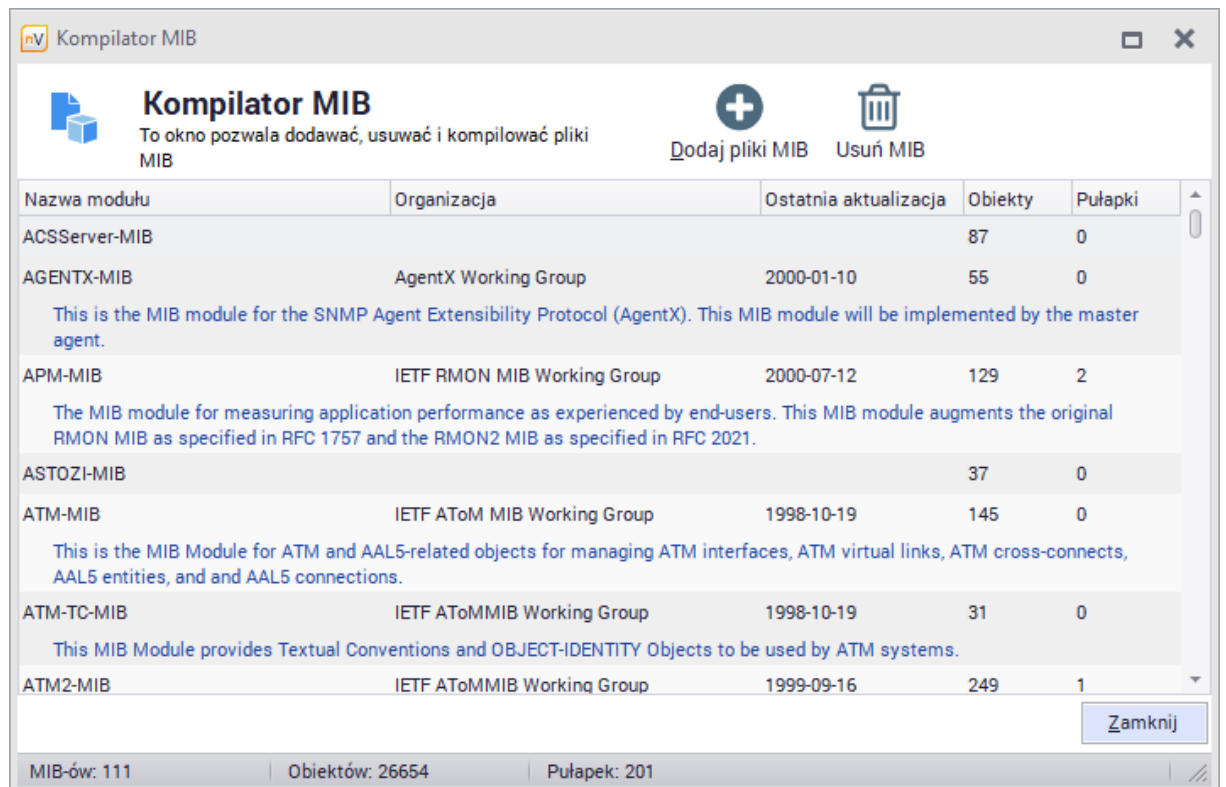 nV Kompilator MIB
Kompilator MIB
To okno pozwala dodawać, usuwać i kompilować pliki
MIB
Dodaj pliki MIB Usuń MIB
Nazwa modułu Organizacja Ostatnia aktualizacja Obiekty Pułapki
ACSServer-MIB 87 0
AGENTX-MIB AgentX Working Group 2000-01-10 55 0
This is the MIB module for the SNMP Agent Extensibility Protocol (AgentX). This MIB module will be implemented by the master
agent.
APM-MIB IETF RMON MIB Working Group 2000-07-12 129 2
The MIB module for measuring application performance as experienced by end-users. This MIB module augments the original
RMON MIB as specified in RFC 1757 and the RMON2 MIB as specified in RFC 2021.
ASTOZI-MIB 37 0
ATM-MIB IETF AToM MIB Working Group 1998-10-19 145 0
This is the MIB Module for ATM and AAL5-related objects for managing ATM interfaces, ATM virtual links, ATM cross-connects,
AAL5 entities, and and AAL5 connections.
ATM-TC-MIB IETF AToMMIB Working Group 1998-10-19 31 0
This MIB Module provides Textual Conventions and OBJECT-IDENTITY Objects to be used by ATM systems.
ATM2-MIB IETF AToMMIB Working Group 1999-09-16 249 1
Zamknij
MIB-ów: 111 Obiektów: 26654 Pułapek: 201